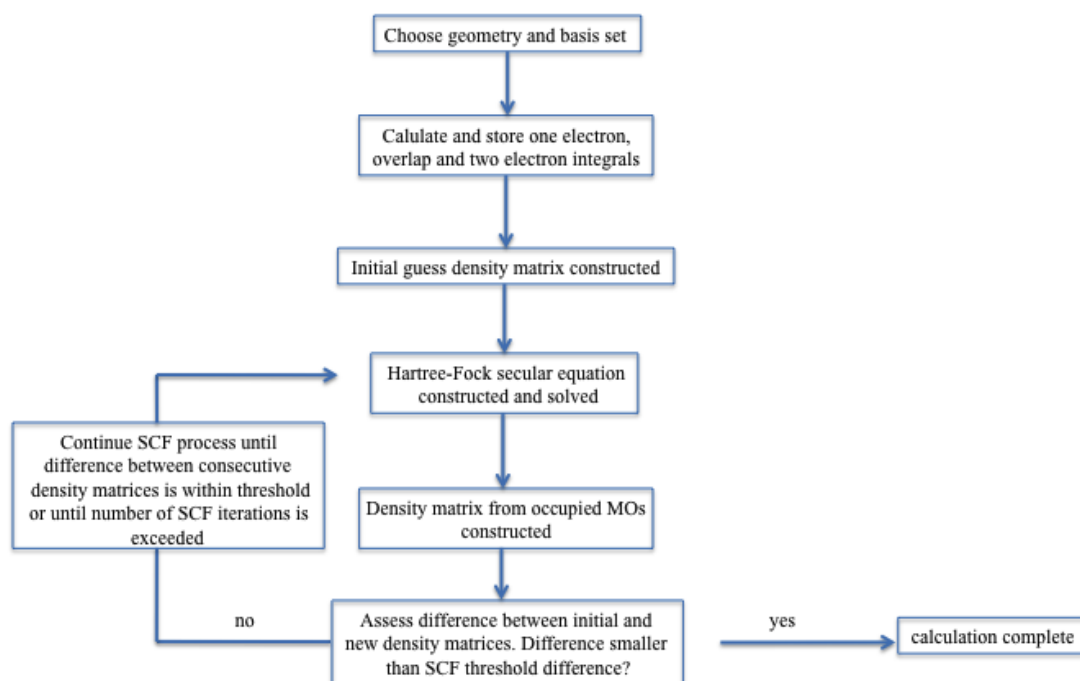 Choose geometry and basis set
Calulate and store one electron,
overlap and two electron integrals
Initial guess density matrix constructed
Hartree-Fock secular equation
constructed and solved
Continue SCF process until
difference between consecutive
density matrices is within threshold
or until number of SCF iterations is
exceeded
Density matrix from occupied MOs
constructed
no
Assess difference between initial and
new density matrices. Difference smaller
than SCF threshold difference?
yes
calculation complete